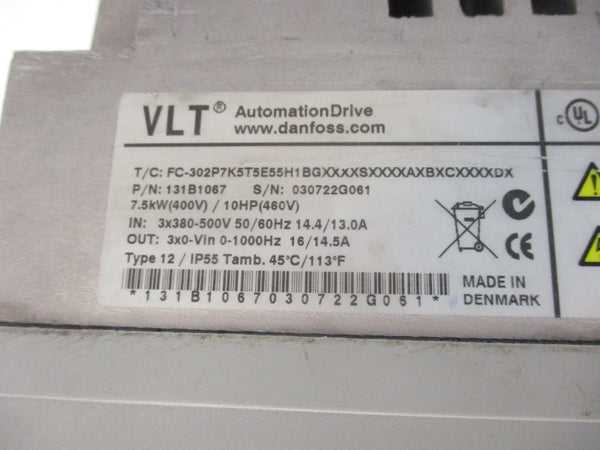 VLT® AutomationDrive
www.danfoss.com
T/C: FC-302P7K5T5E55H1BGXXXXSXXXXAXBXCXXXXDX
P/N: 131B1067 S/N: 030722G061
7.5kW(400V) / 10HP(460V)
IN: 3x380-500V 50/60Hz 14.4/13.0A
OUT: 3x0-Vin 0-1000Hz 16/14.5A
Type 12 / IP55 Tamb. 45°C/113°F
*131B1067030722G061*
MADE IN
DENMARK
c UL
CE